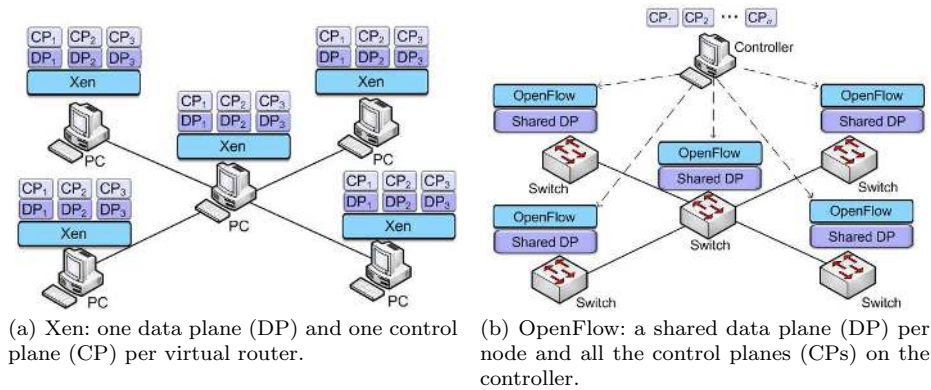 CP₁ CP₂ CP₃
DP₁ DP₂ DP₃
Xen
PC
CP₁ CP₂ CP₃
DP₁ DP₂ DP₃
Xen
PC
CP₁ CP₂ CP₃
DP₁ DP₂ DP₃
Xen
PC
CP₁ CP₂ CP₃
DP₁ DP₂ DP₃
Xen
PC
CP₁ CP₂ CP₃
DP₁ DP₂ DP₃
Xen
PC
(a) Xen: one data plane (DP) and one control
plane (CP) per virtual router.
CP₁ CP₂ ... CPₙ
Controller
OpenFlow
Shared DP
Switch
OpenFlow
Shared DP
Switch
OpenFlow
Shared DP
Switch
OpenFlow
Shared DP
Switch
OpenFlow
Shared DP
Switch
(b) OpenFlow: a shared data plane (DP) per
node and all the control planes (CPs) on the
controller.